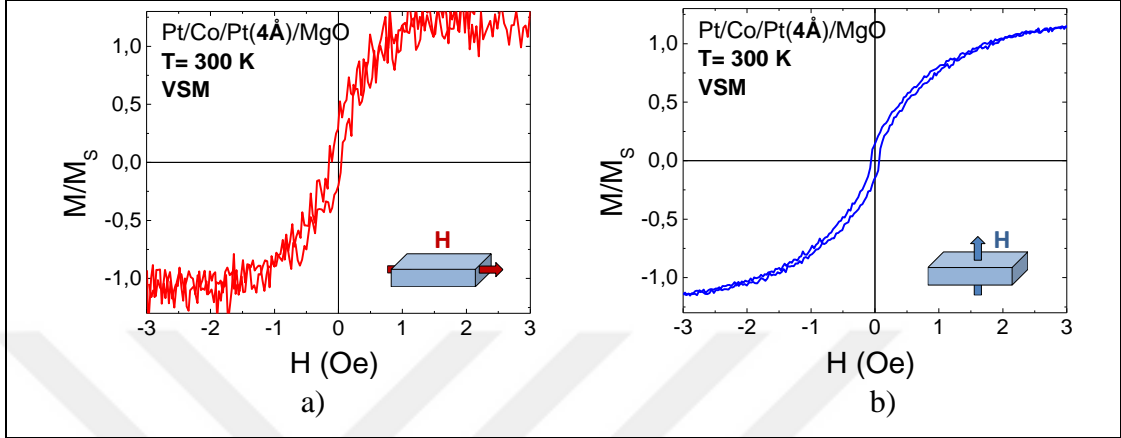 Pt/Co/Pt(4Å)/MgO
T= 300 K
VSM
1,0
0,5
0,0
-0,5
-1,0
M/M_S
H
-3 -2 -1 0 1 2 3
H (Oe)
a)
Pt/Co/Pt(4Å)/MgO
T= 300 K
VSM
1,0
0,5
0,0
-0,5
-1,0
M/M_S
H
-3 -2 -1 0 1 2 3
H (Oe)
b)